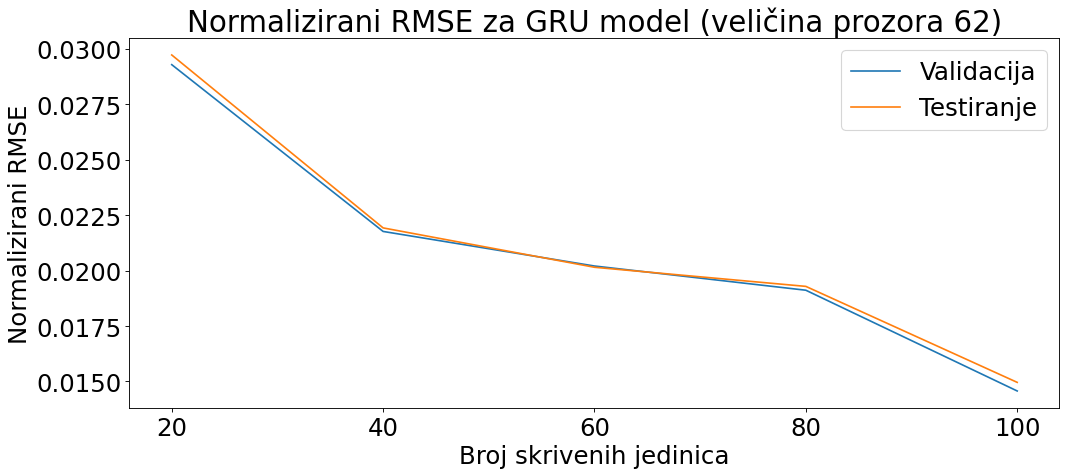 Normalizirani RMSE za GRU model (veličina prozora 62)
Normalizirani RMSE
0.0300
0.0275
0.0250
0.0225
0.0200
0.0175
0.0150
Validacija
Testiranje
20 40 60 80 100
Broj skrivenih jedinica